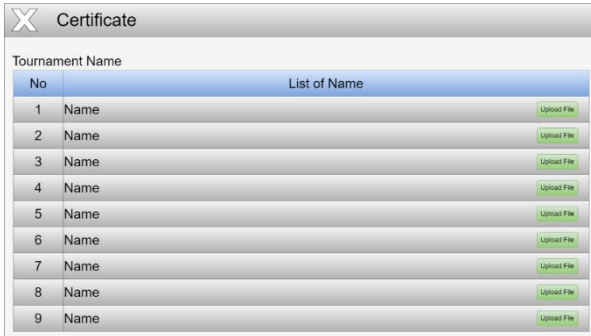 Certificate
Tournament Name
No List of Name
1 Name Upload File
2 Name Upload File
3 Name Upload File
4 Name Upload File
5 Name Upload File
6 Name Upload File
7 Name Upload File
8 Name Upload File
9 Name Upload File